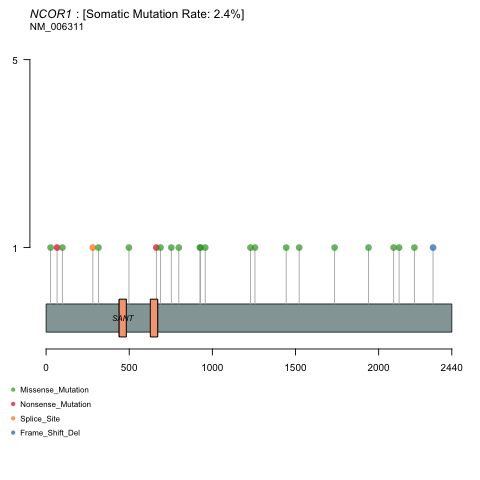 NCOR1 : [Somatic Mutation Rate: 2.4%]
NM_006311
5
1
SANT
0 500 1000 1500 2000 2440
Missense_Mutation
Nonsense_Mutation
Splice_Site
Frame_Shift_Del